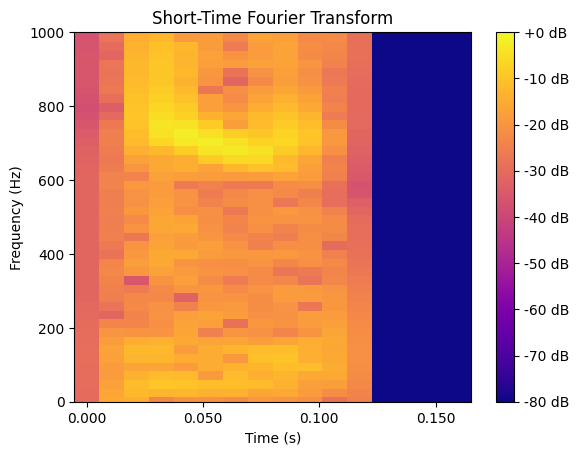 Short-Time Fourier Transform
1000
800
600
400
200
0
Frequency (Hz)
0.000
0.050
0.100
0.150
Time (s)
+0 dB
-10 dB
-20 dB
-30 dB
-40 dB
-50 dB
-60 dB
-70 dB
-80 dB